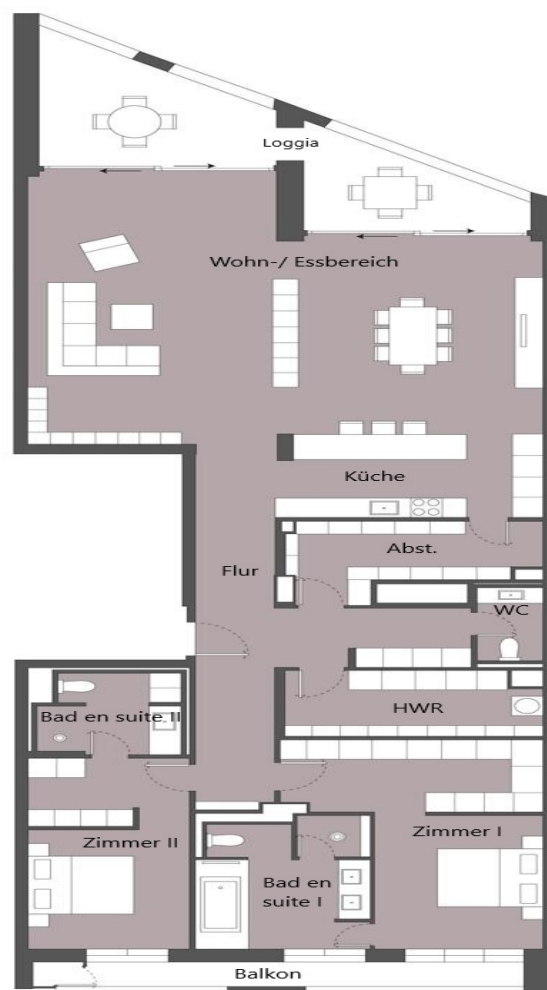 Loggia
Wohn-/ Essbereich
Küche
Abst.
Flur
WC
HWR
Bad en suite II
Zimmer II
Zimmer I
Bad en
suite I
Balkon